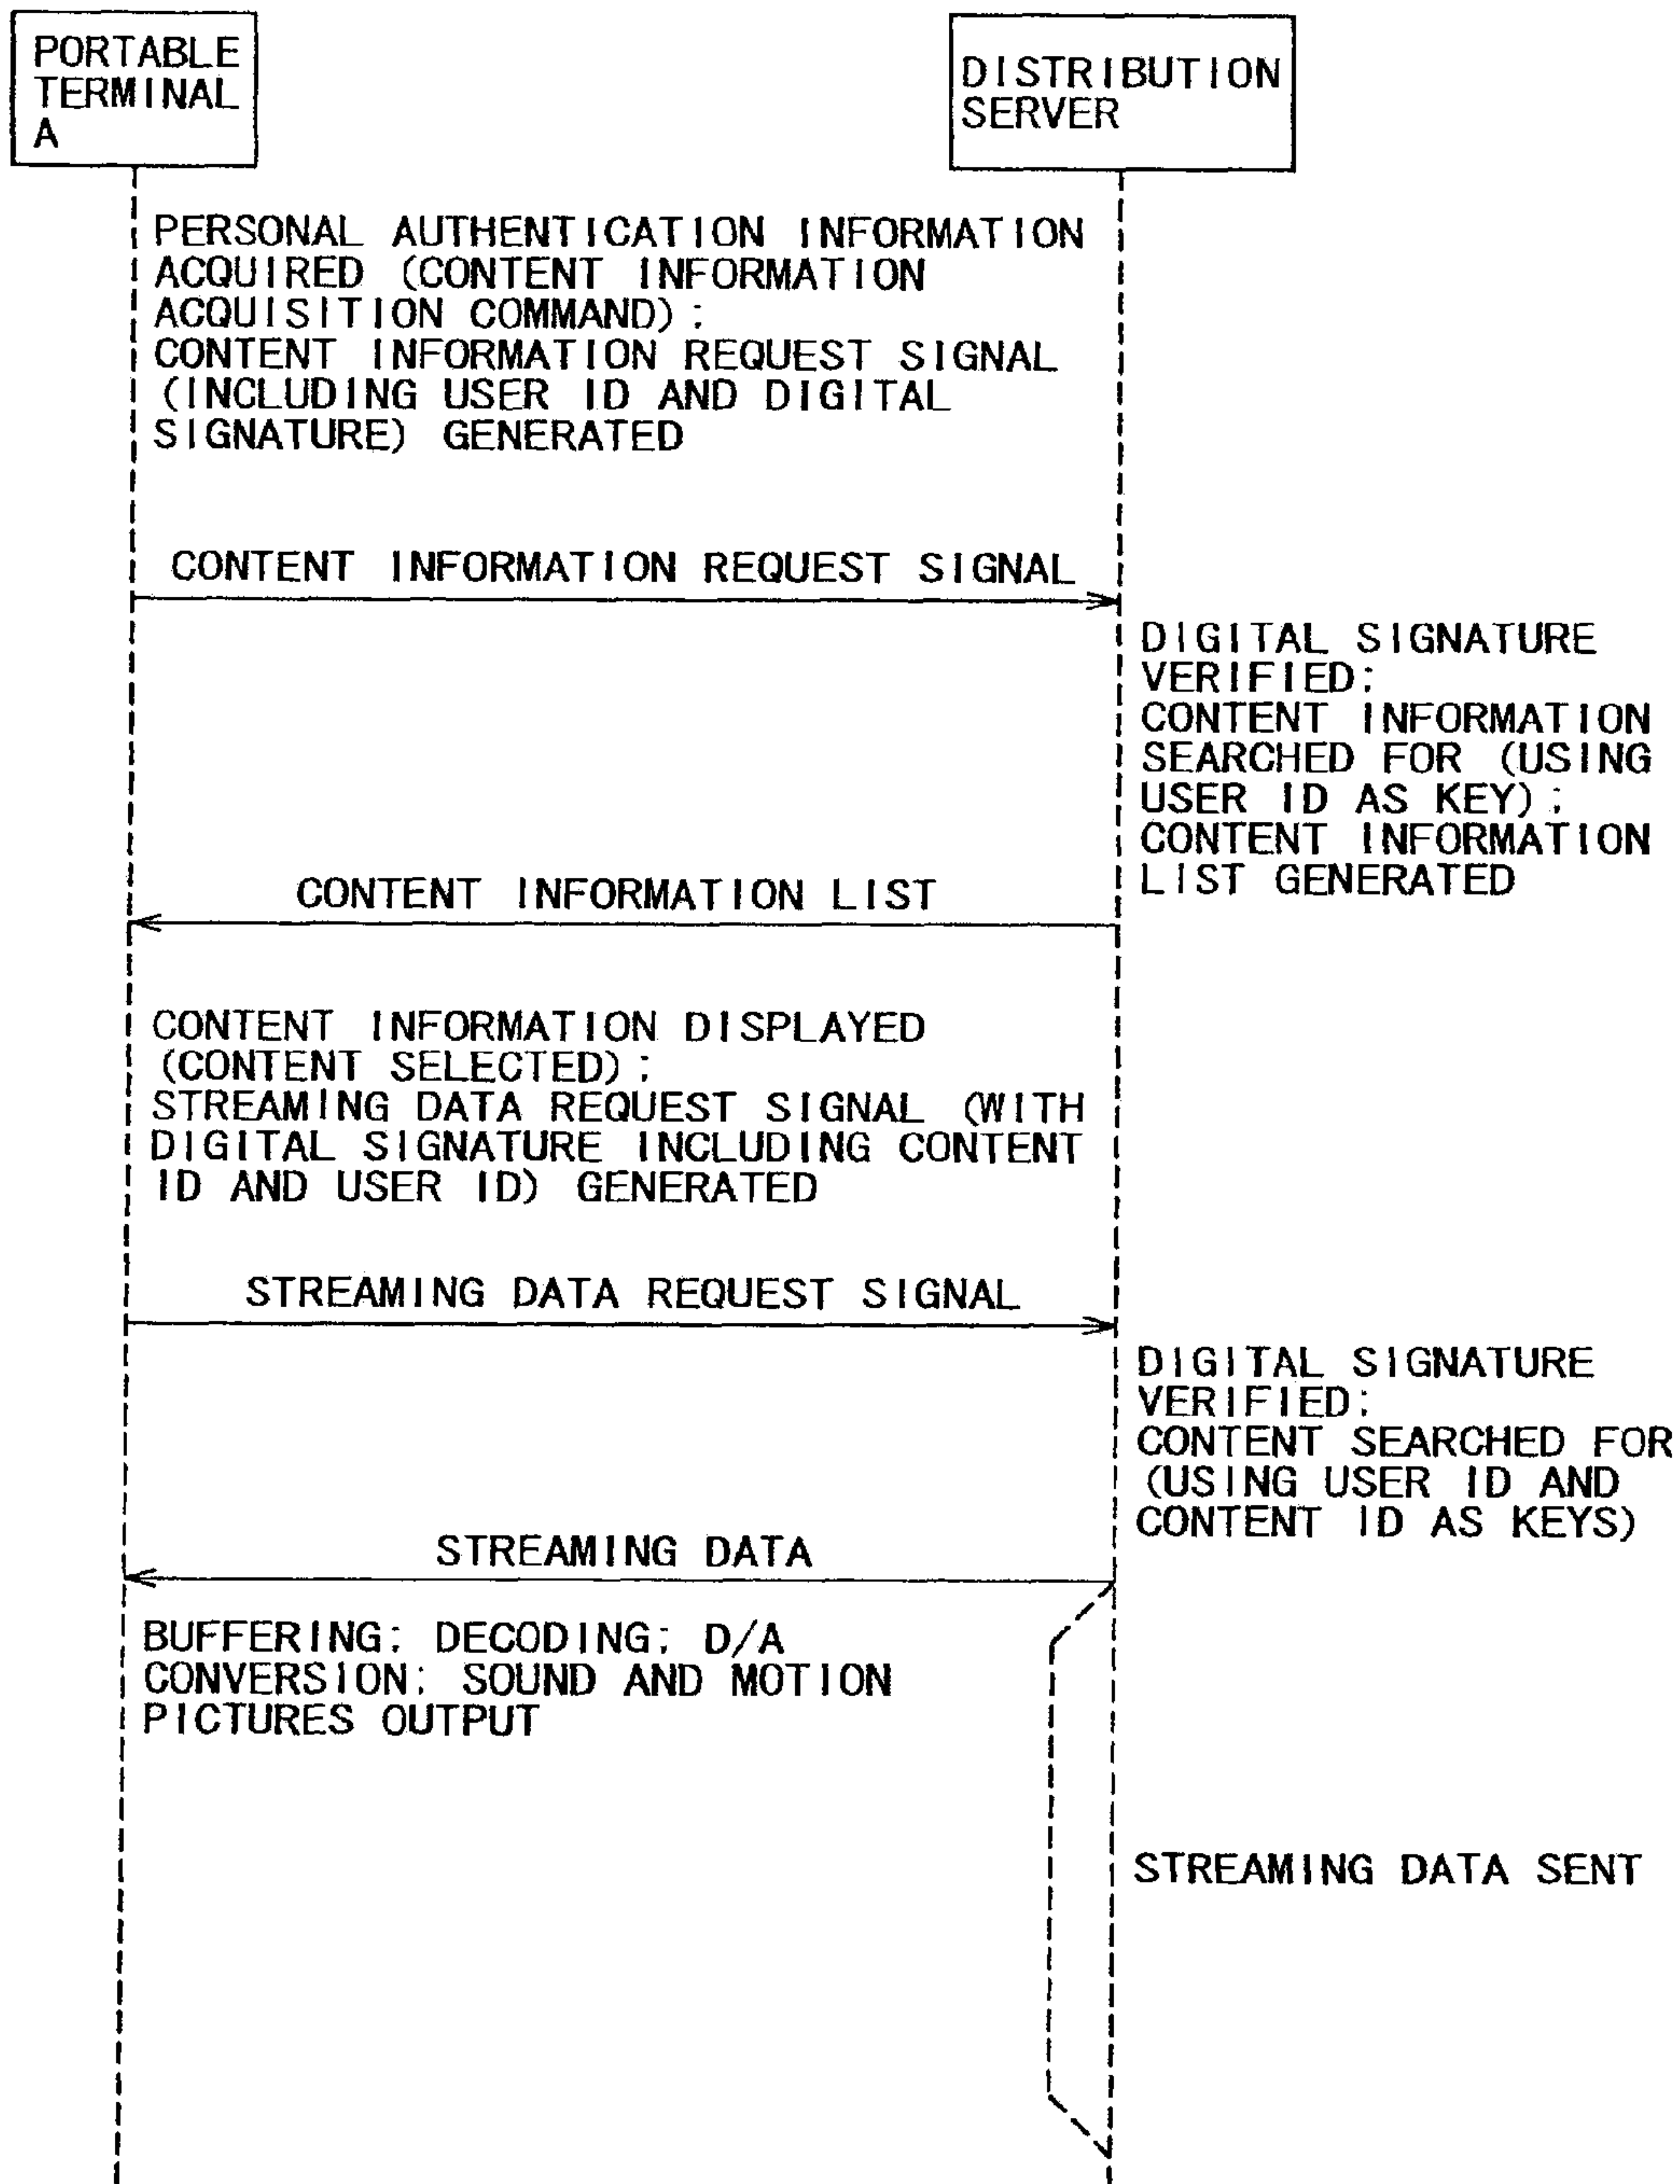 PORTABLE
TERMINAL
A
DISTRIBUTION
SERVER
PERSONAL AUTHENTICATION INFORMATION
ACQUIRED (CONTENT INFORMATION
ACQUISITION COMMAND);
CONTENT INFORMATION REQUEST SIGNAL
(INCLUDING USER ID AND DIGITAL
SIGNATURE) GENERATED
CONTENT INFORMATION REQUEST SIGNAL
DIGITAL SIGNATURE
VERIFIED;
CONTENT INFORMATION
SEARCHED FOR (USING
USER ID AS KEY);
CONTENT INFORMATION
LIST GENERATED
CONTENT INFORMATION LIST
CONTENT INFORMATION DISPLAYED
(CONTENT SELECTED);
STREAMING DATA REQUEST SIGNAL (WITH
DIGITAL SIGNATURE INCLUDING CONTENT
ID AND USER ID) GENERATED
STREAMING DATA REQUEST SIGNAL
DIGITAL SIGNATURE
VERIFIED;
CONTENT SEARCHED FOR
(USING USER ID AND
CONTENT ID AS KEYS)
STREAMING DATA
BUFFERING; DECODING; D/A
CONVERSION; SOUND AND MOTION
PICTURES OUTPUT
STREAMING DATA SENT